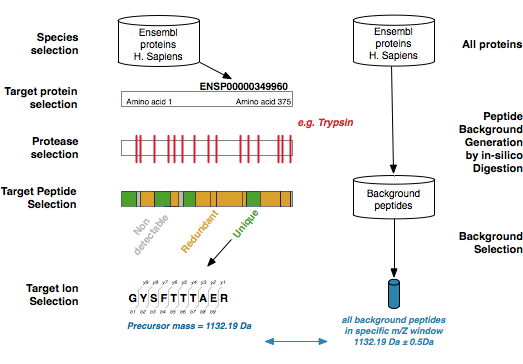 Species
selection
Ensembl
proteins
H. Sapiens
Ensembl
proteins
H. Sapiens
All proteins
ENSP00000349960
Target protein
selection
Amino acid 1
Amino acid 375
Protease
selection
e.g. Trypsin
Peptide
Background
Generation
by in-silico
Digestion
Target Peptide
Selection
Non
detectable
Redundant
Unique
Background
peptides
Background
Selection
y9 y8 y7 y6 y5 y4 y3 y2 y1
Target Ion
Selection
GYSFTTTAER
b1 b2 b3 b4 b5 b6 b7 b8 b9
Precursor mass = 1132.19 Da
all background peptides
in specific m/Z window
1132.19 Da ± 0.5Da